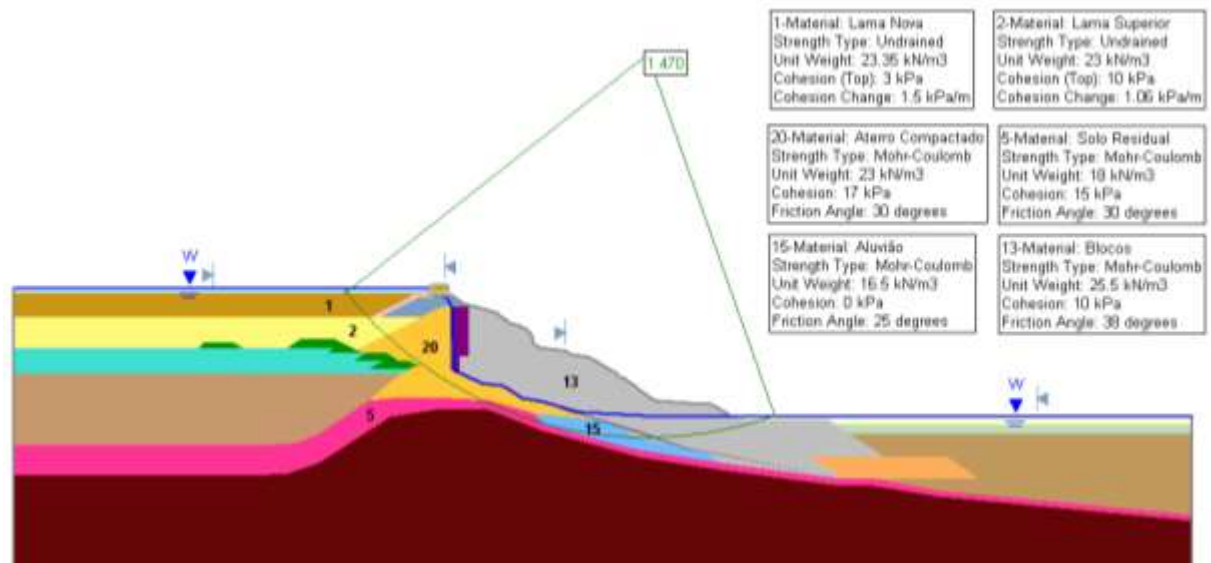 1-Material: Lama Nova
Strength Type: Undrained
Unit Weight: 23.35 kN/m3
Cohesion (Top): 3 kPa
Cohesion Change: 1.5 kPa/m
2-Material: Lama Superior
Strength Type: Undrained
Unit Weight: 23 kN/m3
Cohesion (Top): 10 kPa
Cohesion Change: 1.06 kPa/m
1.470
20-Material: Aterro Compactado
Strength Type: Mohr-Coulomb
Unit Weight: 23 kN/m3
Cohesion: 17 kPa
Friction Angle: 30 degrees
5-Material: Solo Residual
Strength Type: Mohr-Coulomb
Unit Weight: 18 kN/m3
Cohesion: 15 kPa
Friction Angle: 30 degrees
15-Material: Aluvião
Strength Type: Mohr-Coulomb
Unit Weight: 16.5 kN/m3
Cohesion: 0 kPa
Friction Angle: 25 degrees
13-Material: Blocos
Strength Type: Mohr-Coulomb
Unit Weight: 25.5 kN/m3
Cohesion: 10 kPa
Friction Angle: 38 degrees
W
1
2
20
13
W
5
15